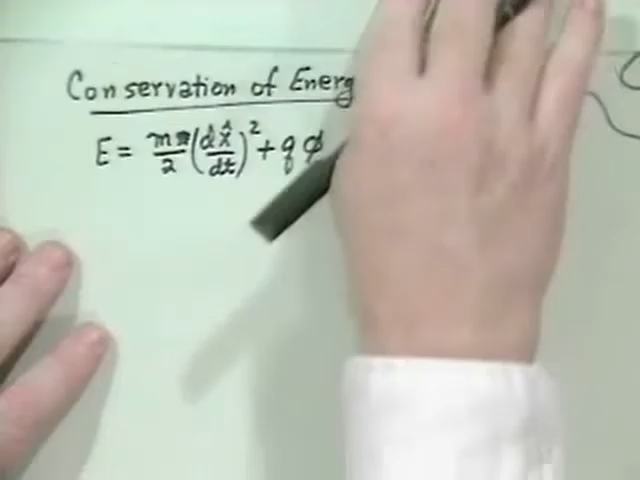 Conservation of Energ
E = m/2 (dx̂/dt)² + qϕ